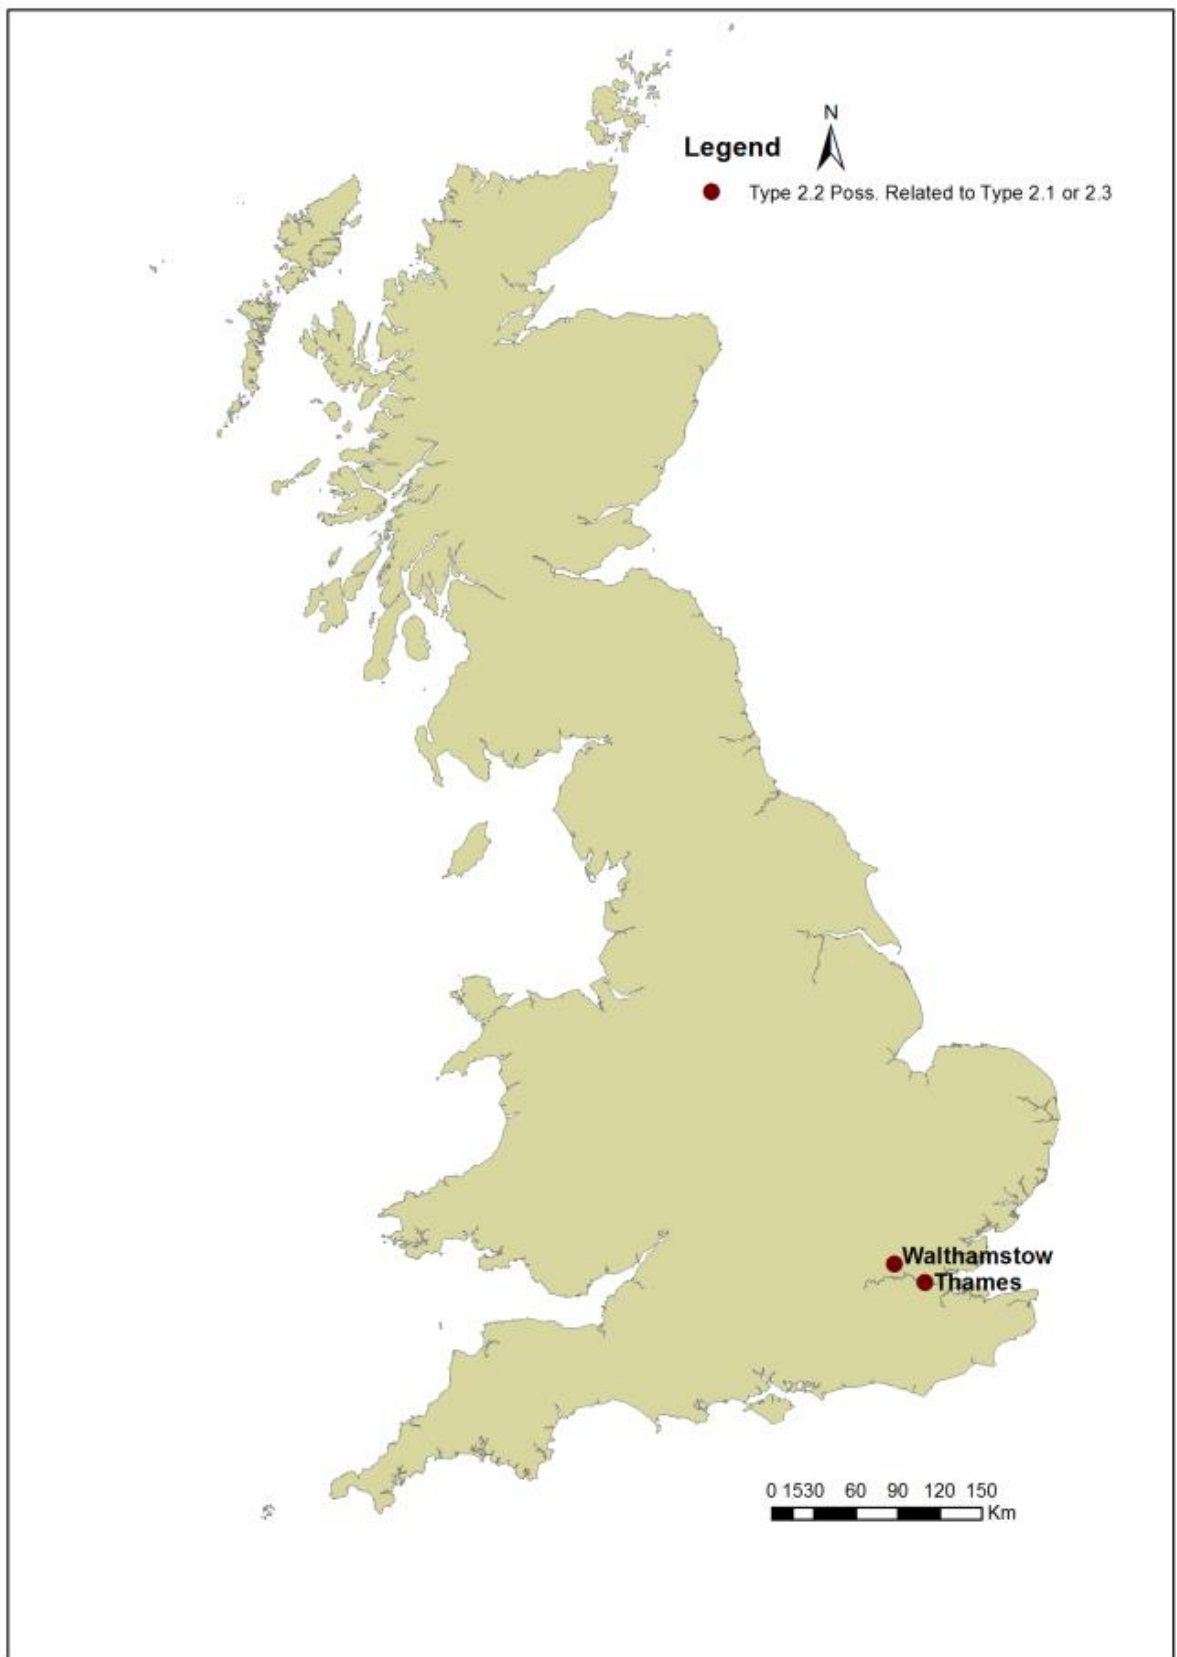 N
Legend
Type 2.2 Poss. Related to Type 2.1 or 2.3
Walthamstow
Thames
0 1530 60 90 120 150
Km